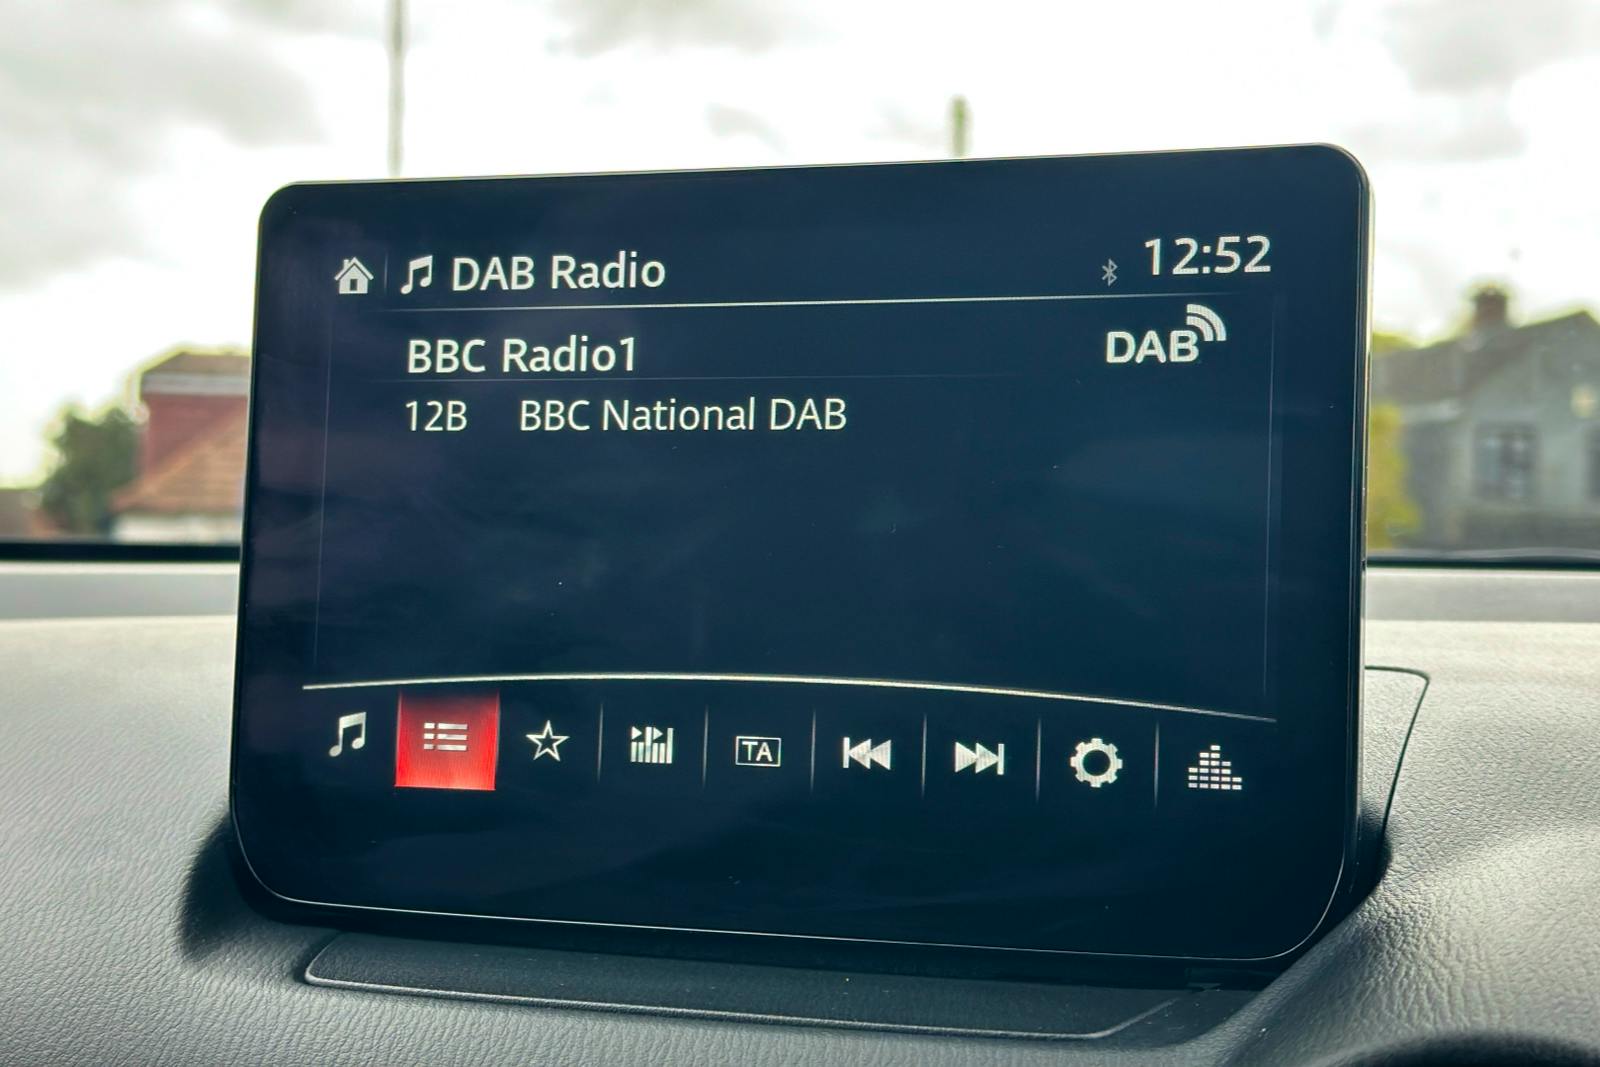 DAB Radio
12:52
BBC Radio1
DAB
12B BBC National DAB
TA